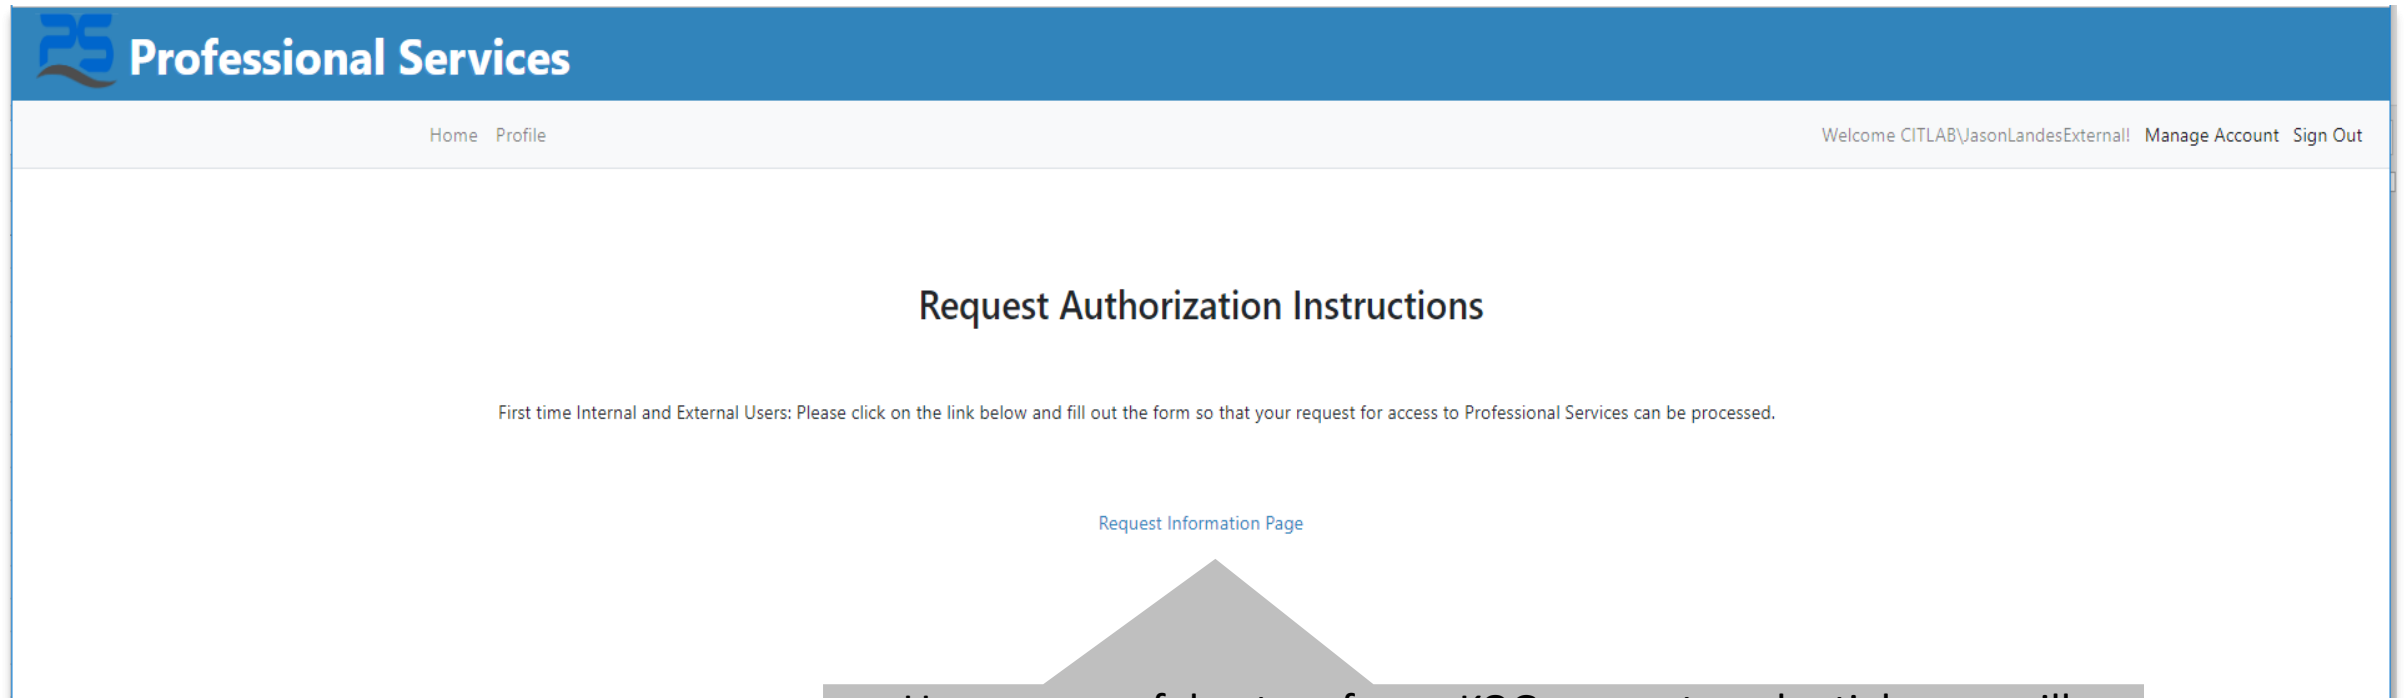 PS Professional Services
Home Profile Welcome CITLAB\JasonLandesExternal! Manage Account Sign Out
Request Authorization Instructions
First time Internal and External Users: Please click on the link below and fill out the form so that your request for access to Professional Services can be processed.
Request Information Page